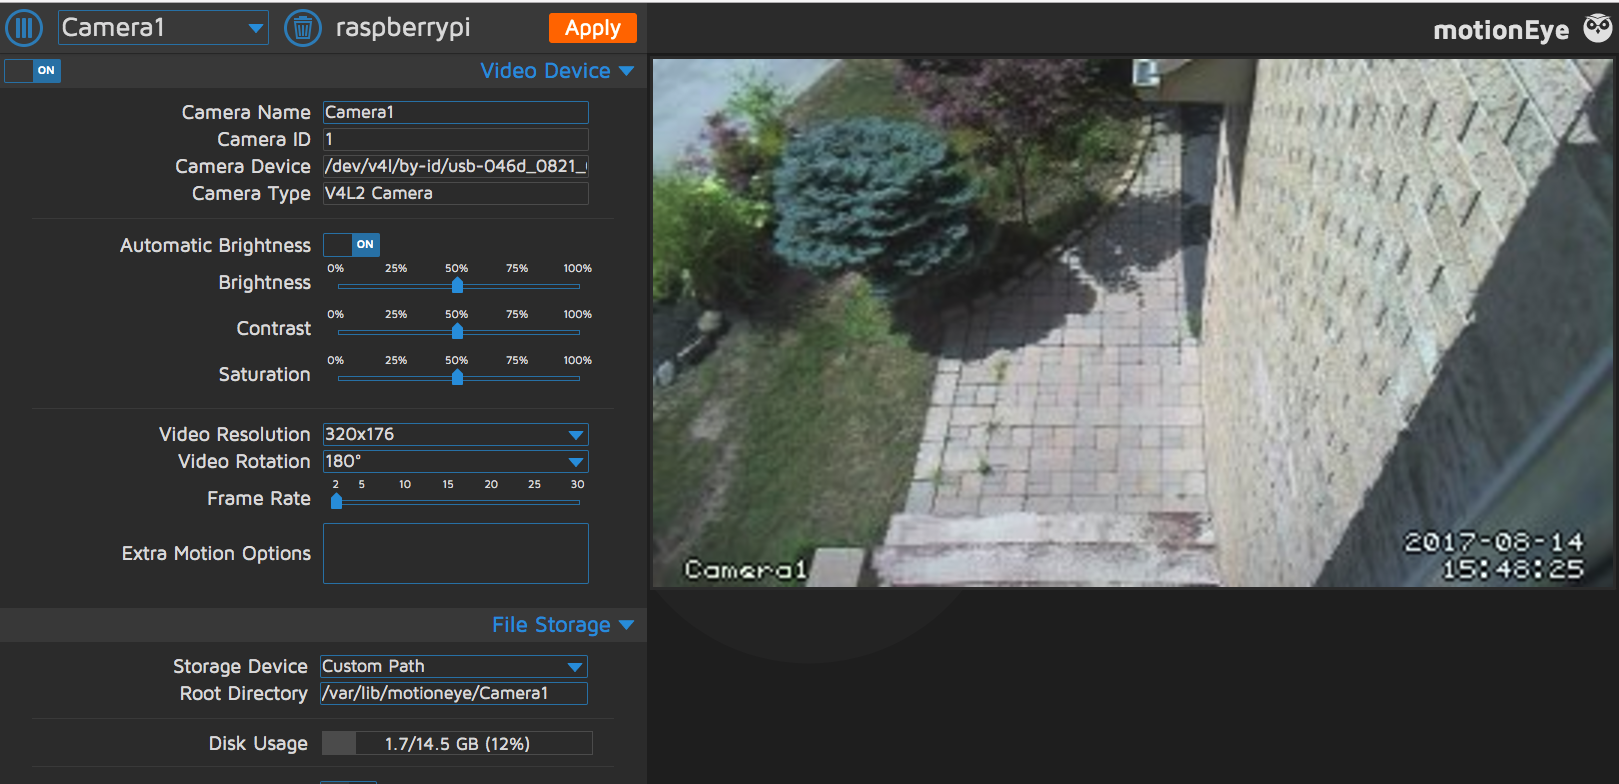 Camera1 raspberrypi Apply
motionEye
ON Video Device
Camera Name Camera1
Camera ID 1
Camera Device /dev/v4l/by-id/usb-046d_0821_
Camera Type V4L2 Camera
Automatic Brightness ON
0% 25% 50% 75% 100%
Brightness
0% 25% 50% 75% 100%
Contrast
0% 25% 50% 75% 100%
Saturation
Video Resolution 320x176
Video Rotation 180°
2 5 10 15 20 25 30
Frame Rate
Extra Motion Options
File Storage
Storage Device Custom Path
Root Directory /var/lib/motioneye/Camera1
Disk Usage 1.7/14.5 GB (12%)
2017-08-14
Camera1 15:48:25